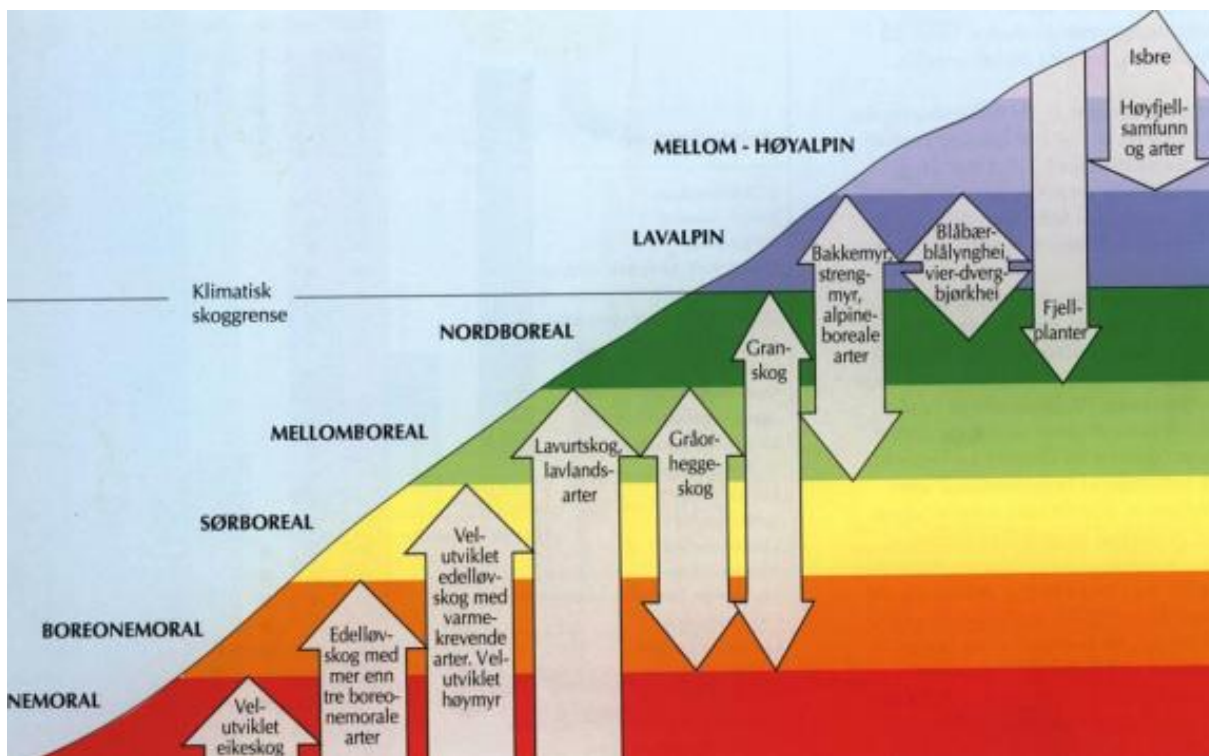 Isbre
Høyfjell-
samfunn
og arter
MELLOM - HØYALPIN
LAVALPIN
Blåbær-
blålynghei,
vier-dverg-
bjørkhei
Bakkemyr,
streng-
myr,
alpine-
boreale
arter
Klimatisk
skoggrense
Fjell-
planter
NORDBOREAL
Gran-
skog
MELLOMBOREAL
Lavurtskog,
lavlands-
arter
Gråor-
hegge-
skog
SØRBOREAL
Vel-
utviklet
edelløv-
skog med
varme-
krevende
arter. Vel-
utviklet
høymyr
BOREONEMORAL
Edelløv-
skog med
mer enn
tre boreo-
nemorale
arter
NEMORAL
Vel-
utviklet
eikeskog